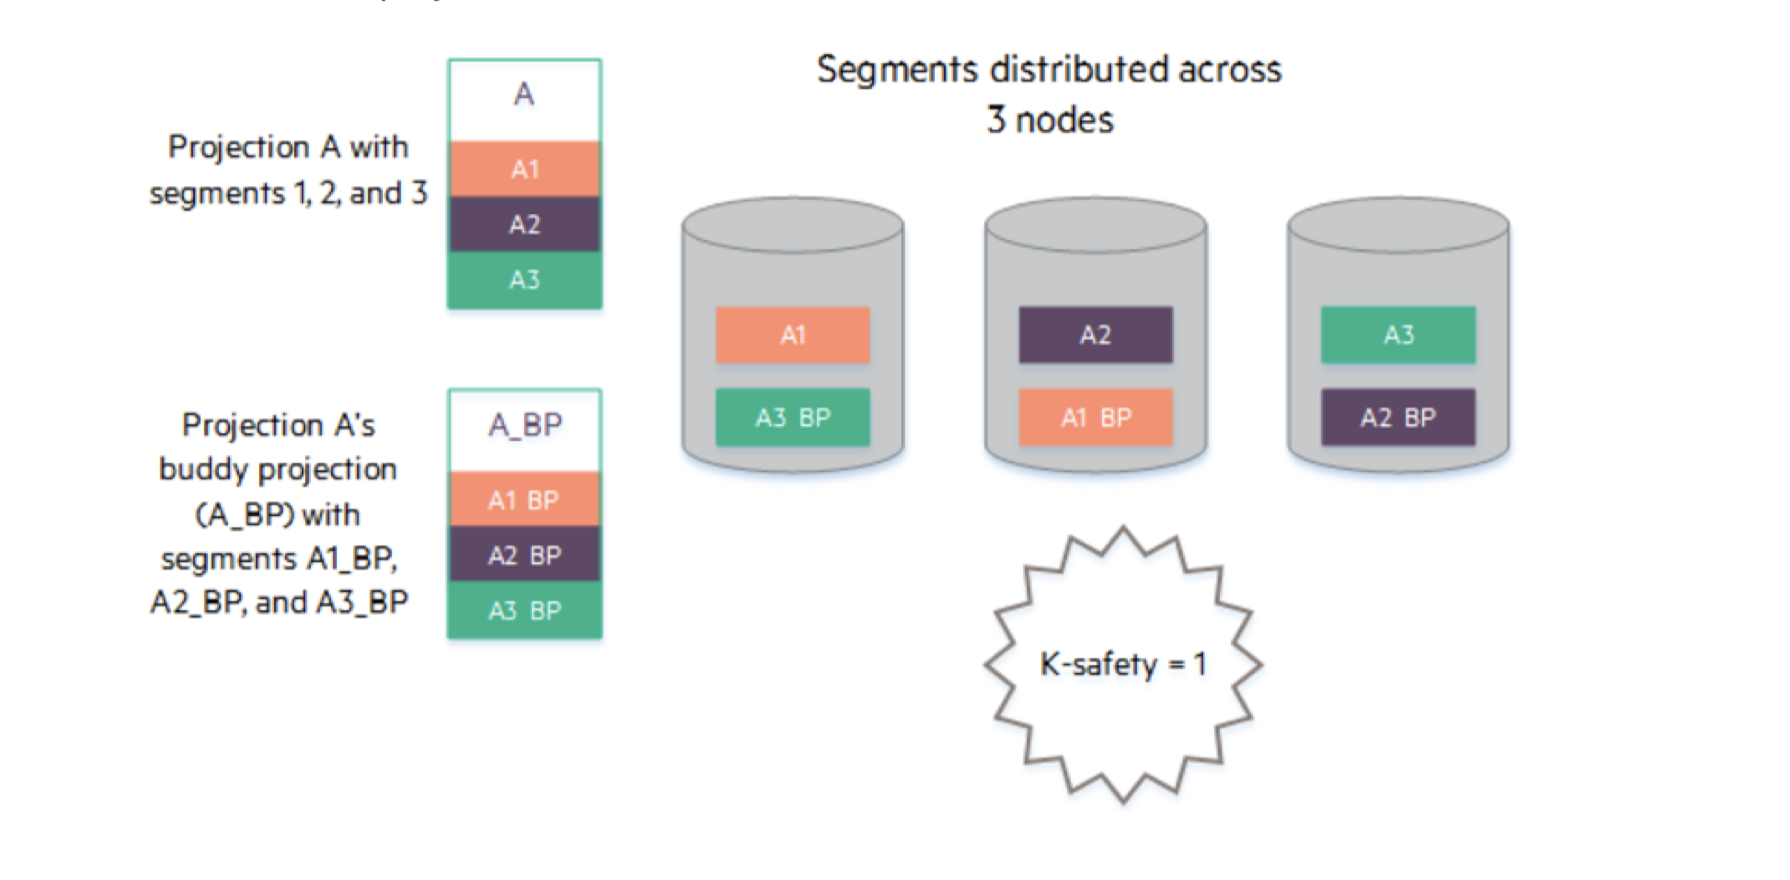 Projection A with
segments 1, 2, and 3
A
A1
A2
A3
Projection A's
buddy projection
(A_BP) with
segments A1_BP,
A2_BP, and A3_BP
A_BP
A1 BP
A2 BP
A3 BP
Segments distributed across
3 nodes
A1
A3 BP
A2
A1 BP
A3
A2 BP
K-safety = 1